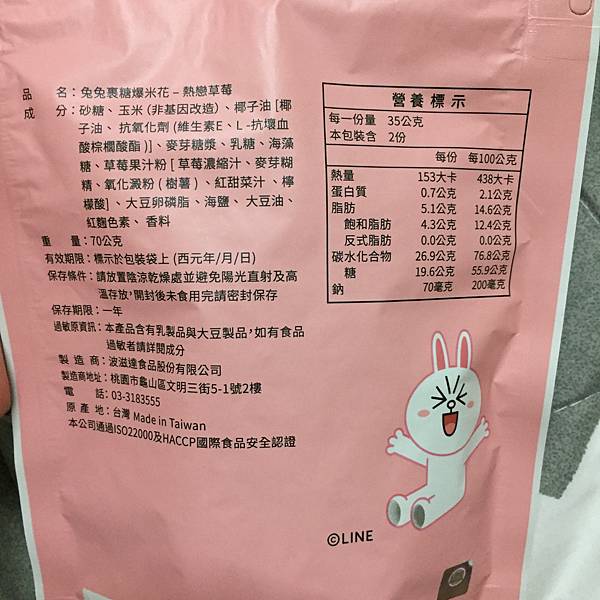 品 名：兔兔裹糖爆米花 – 熱戀草莓
成 分：砂糖、玉米 (非基因改造)、椰子油 [椰
子油、抗氧化劑 (維生素E、L -抗壞血
酸棕櫚酸酯 )]、麥芽糖漿、乳糖、海藻
糖、草莓果汁粉 [ 草莓濃縮汁、麥芽糊
精、氧化澱粉 ( 樹薯 ) 、紅甜菜汁 、檸
檬酸] 、大豆卵磷脂、海鹽、大豆油、
紅麴色素、香料
重 量：70公克
有效期限：標示於包裝袋上 (西元年/月/日)
保存條件：請放置陰涼乾燥處並避免陽光直射及高
溫存放，開封後未食用完請密封保存
保存期限：一年
過敏原資訊：本產品含有乳製品與大豆製品，如有食品
過敏者請詳閱成分
製 造 商：波滋達食品股份有限公司
製造商地址：桃園市龜山區文明三街5-1號2樓
電 話：03-3183555
原 產 地：台灣 Made in Taiwan
本公司通過ISO22000及HACCP國際食品安全認證
營養標示
每一份量 35公克
本包裝含 2份
每份 每100公克
熱量 153大卡 438大卡
蛋白質 0.7公克 2.1公克
脂肪 5.1公克 14.6公克
飽和脂肪 4.3公克 12.4公克
反式脂肪 0.0公克 0.0公克
碳水化合物 26.9公克 76.8公克
糖 19.6公克 55.9公克
鈉 70毫克 200毫克
©LINE